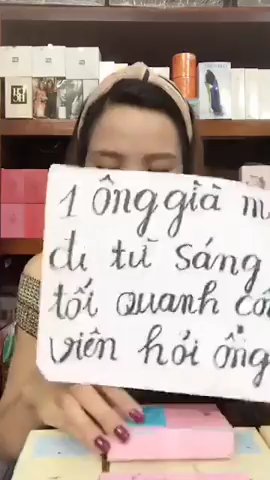 1 ông già
đi từ sáng
tối quanh
viên hỏi ông